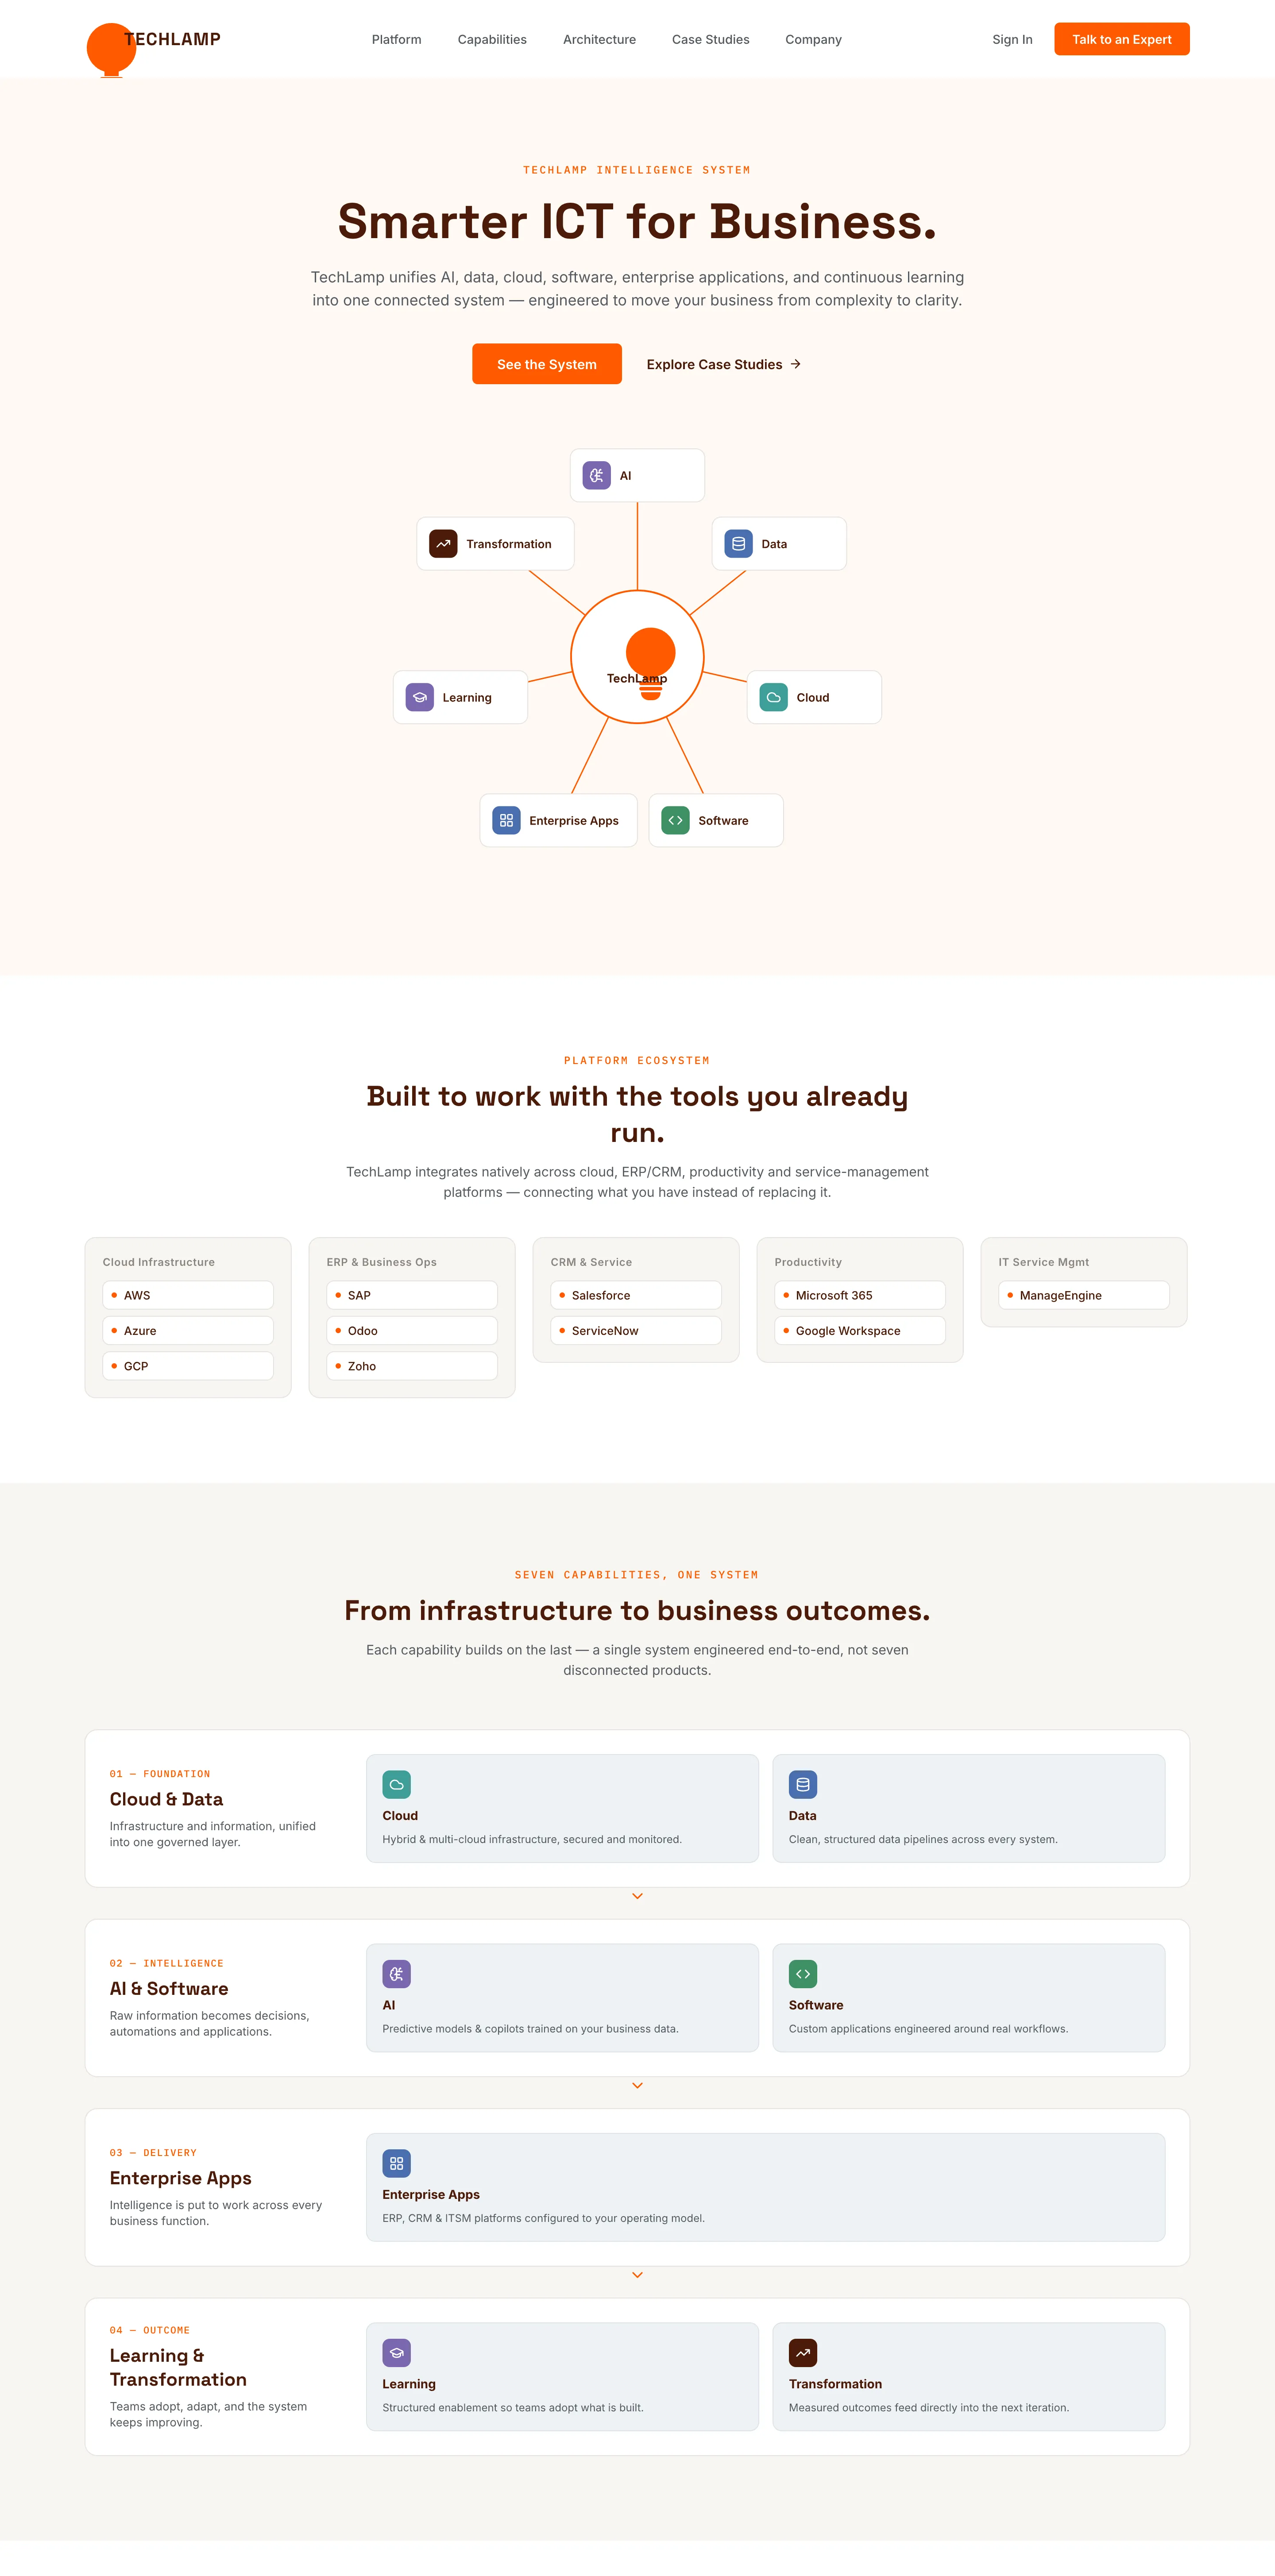 TECHLAMP
Platform
Capabilities
Architecture
Case Studies
Company
Sign In
Talk to an Expert
TECHLAMP INTELLIGENCE SYSTEM
Smarter ICT for Business.
TechLamp unifies AI, data, cloud, software, enterprise applications, and continuous learning
into one connected system — engineered to move your business from complexity to clarity.
See the System
Explore Case Studies →
AI
Transformation
Data
TechLamp
Learning
Cloud
Enterprise Apps
Software
PLATFORM ECOSYSTEM
Built to work with the tools you already
run.
TechLamp integrates natively across cloud, ERP/CRM, productivity and service-management
platforms — connecting what you have instead of replacing it.
Cloud Infrastructure
AWS
Azure
GCP
ERP & Business Ops
SAP
Odoo
Zoho
CRM & Service
Salesforce
ServiceNow
Productivity
Microsoft 365
Google Workspace
IT Service Mgmt
ManageEngine
SEVEN CAPABILITIES, ONE SYSTEM
From infrastructure to business outcomes.
Each capability builds on the last — a single system engineered end-to-end, not seven
disconnected products.
01 — FOUNDATION
Cloud & Data
Infrastructure and information, unified
into one governed layer.
Cloud
Hybrid & multi-cloud infrastructure, secured and monitored.
Data
Clean, structured data pipelines across every system.
02 — INTELLIGENCE
AI & Software
Raw information becomes decisions,
automations and applications.
AI
Predictive models & copilots trained on your business data.
Software
Custom applications engineered around real workflows.
03 — DELIVERY
Enterprise Apps
Intelligence is put to work across every
business function.
Enterprise Apps
ERP, CRM & ITSM platforms configured to your operating model.
04 — OUTCOME
Learning &
Transformation
Teams adopt, adapt, and the system
keeps improving.
Learning
Structured enablement so teams adopt what is built.
Transformation
Measured outcomes feed directly into the next iteration.